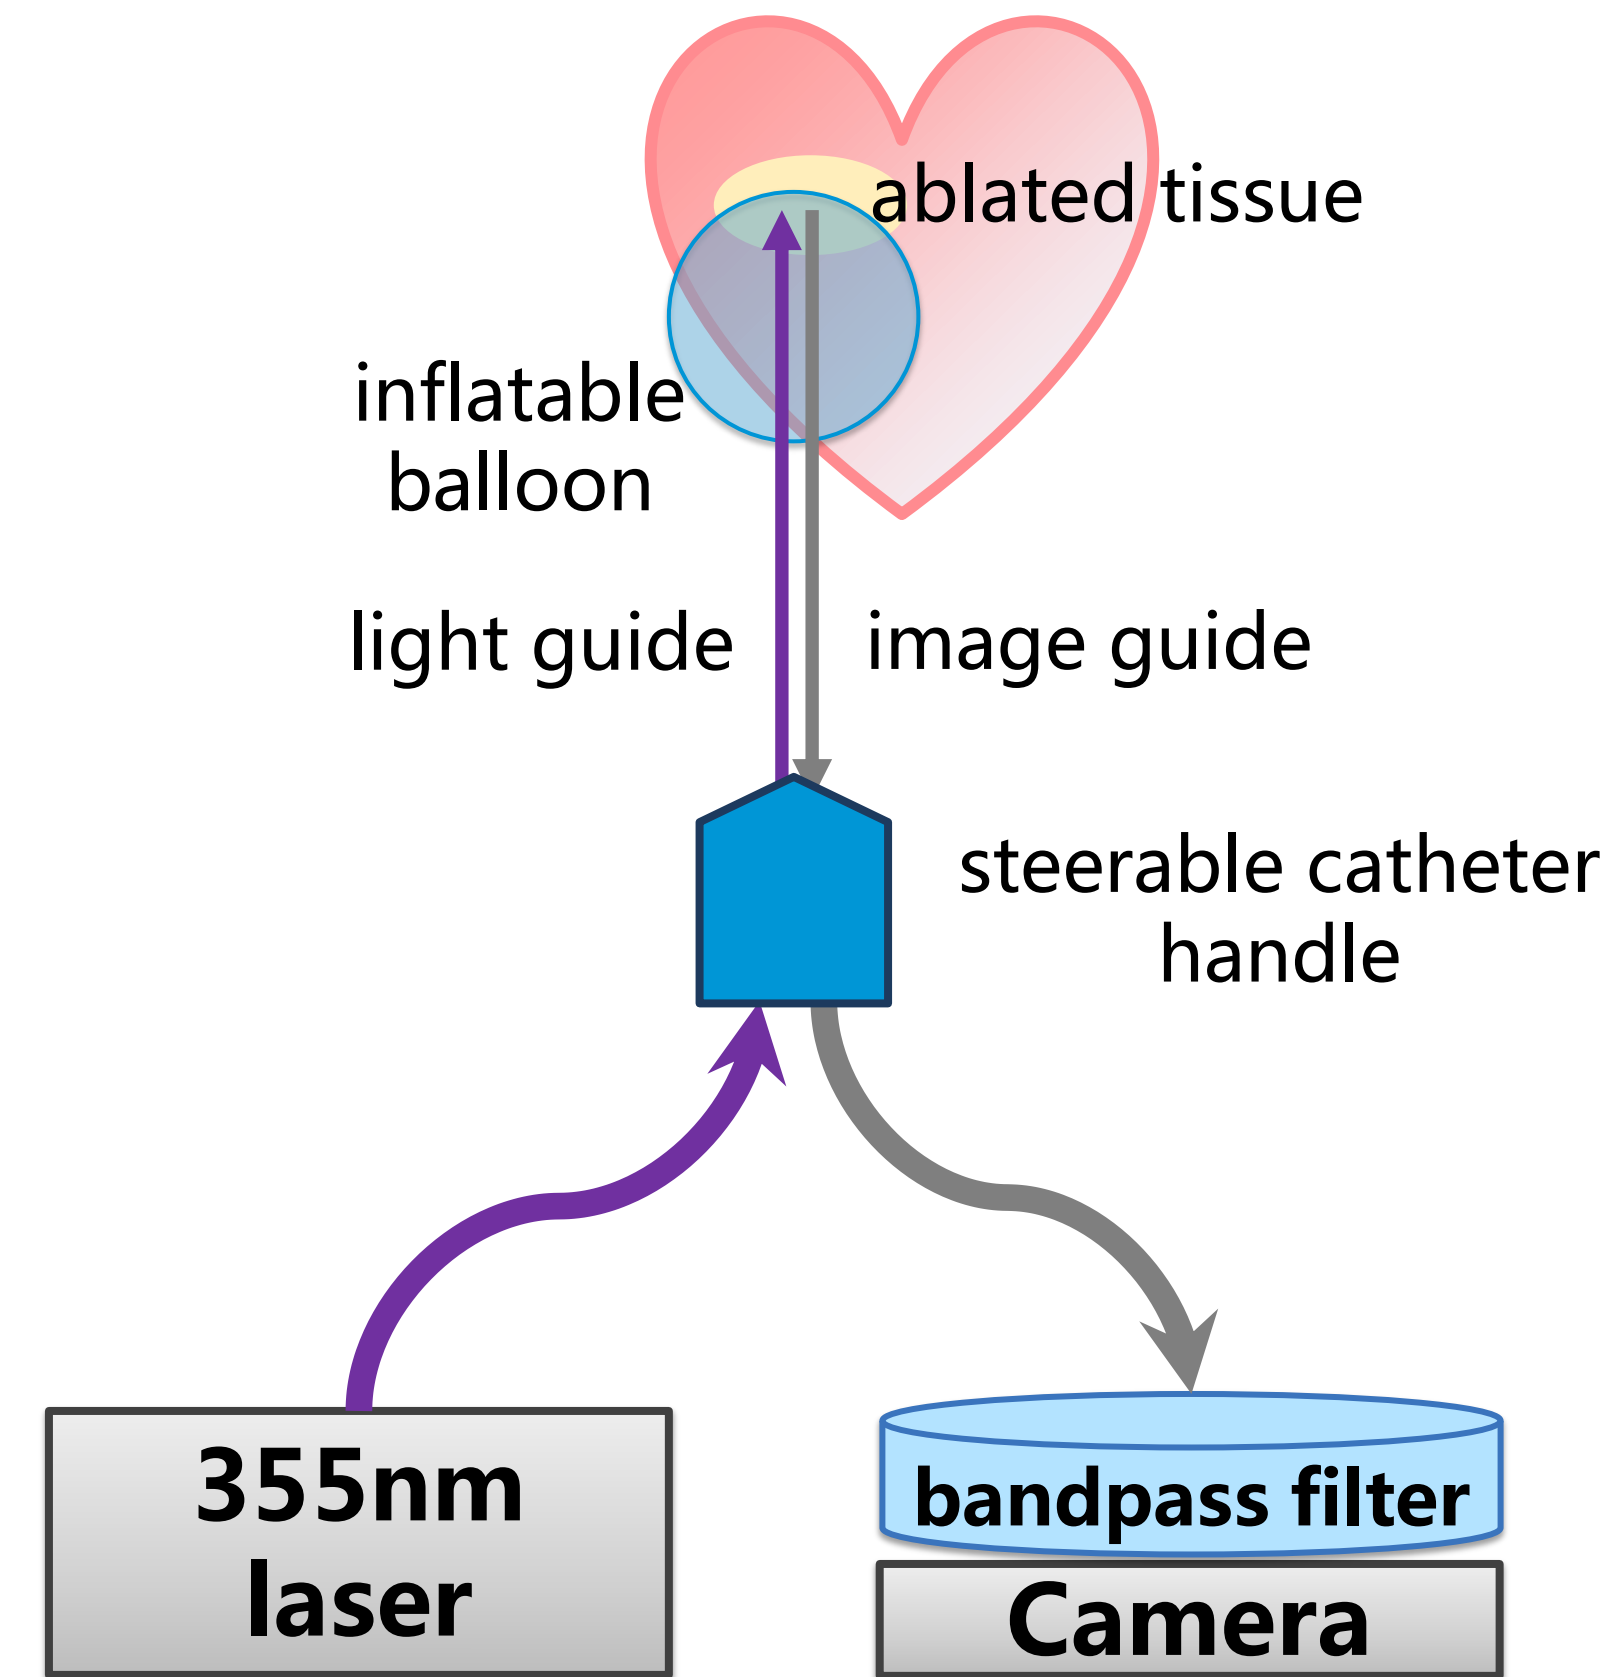 ablated tissue
inflatable
balloon
light guide
image guide
steerable catheter
handle
355nm
laser
bandpass filter
Camera